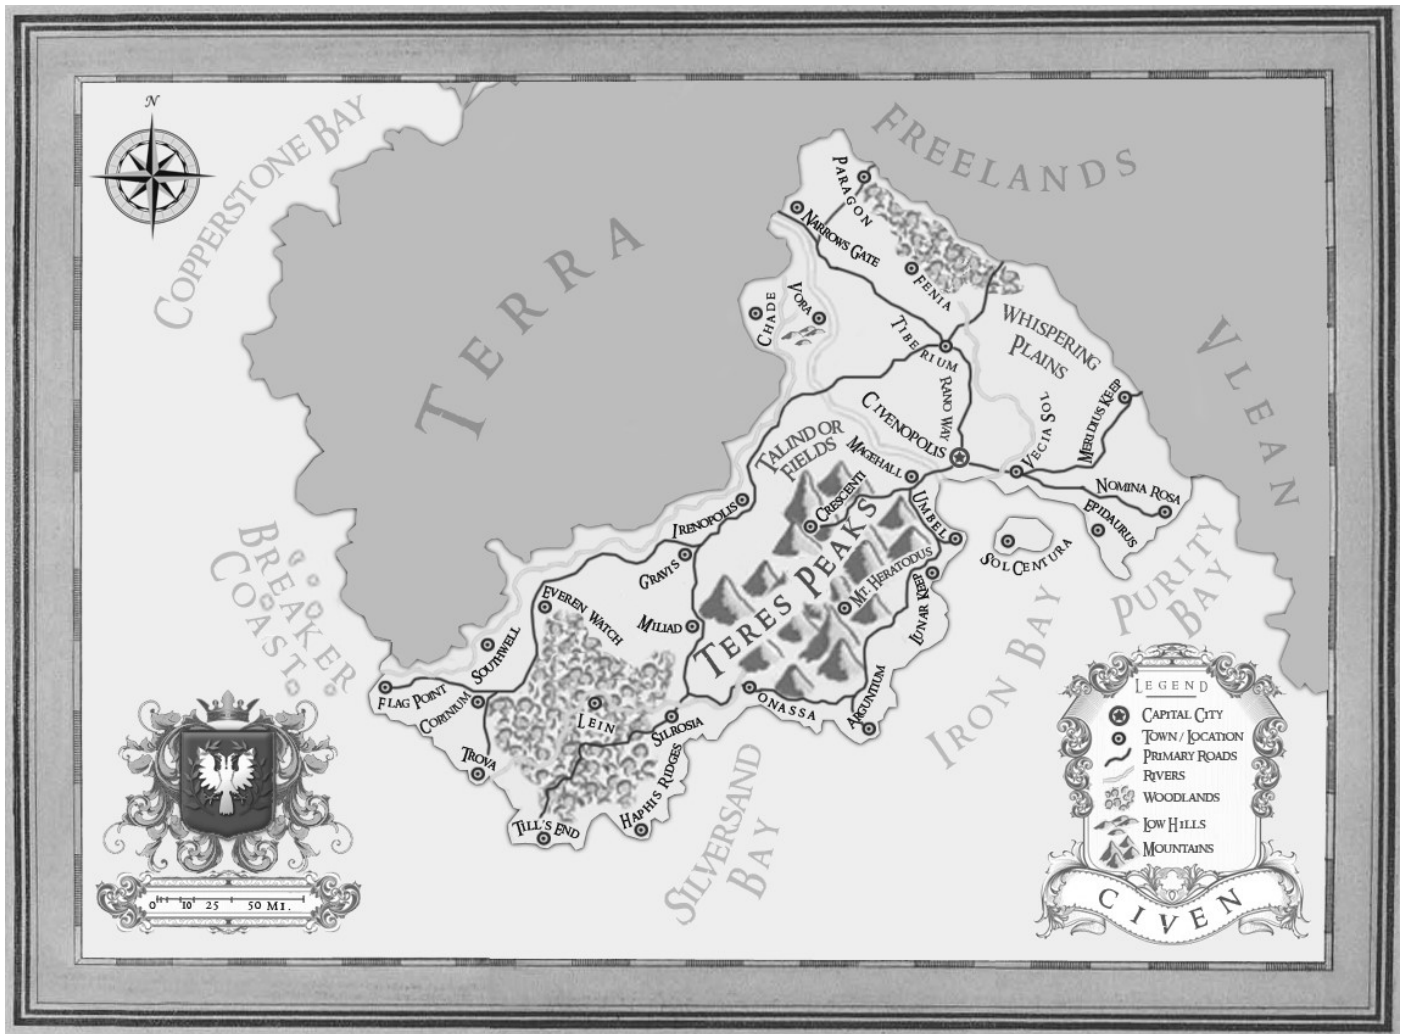 N
COPPERSTONE BAY
FREELANDS
TERRA
VLEAN
PARAGON
NARROWS GATE
FENIA
CHADE
VORA
WHISPERING
PLAINS
TIBERIUM
RANO WAY
CIVENOPOLIS
VECIA SOL
MERIDIUS KEEP
NOMINA ROSA
EPIDAURUS
TALINDOR
FIELDS
MAGEHALL
CRESCENTI
UMBEL
SOL CENTURA
IRENOPOLIS
GRAVIS
TERES PEAKS
MT. HERATODUS
LUNAR KEEP
BREAKER
COAST
EVEREN
WATCH
MILIAD
SOUTHWELL
FLAG POINT
CORINIUM
TROVA
LEIN
SILROSIA
ONASSA
ARGUNTIUM
TILL'S END
HAPHIS RIDGES
SILVERSAND
BAY
IRON BAY
PURITY
BAY
LEGEND
CAPITAL CITY
TOWN / LOCATION
PRIMARY ROADS
RIVERS
WOODLANDS
LOW HILLS
MOUNTAINS
CIVEN
0 10 25 50 MI.